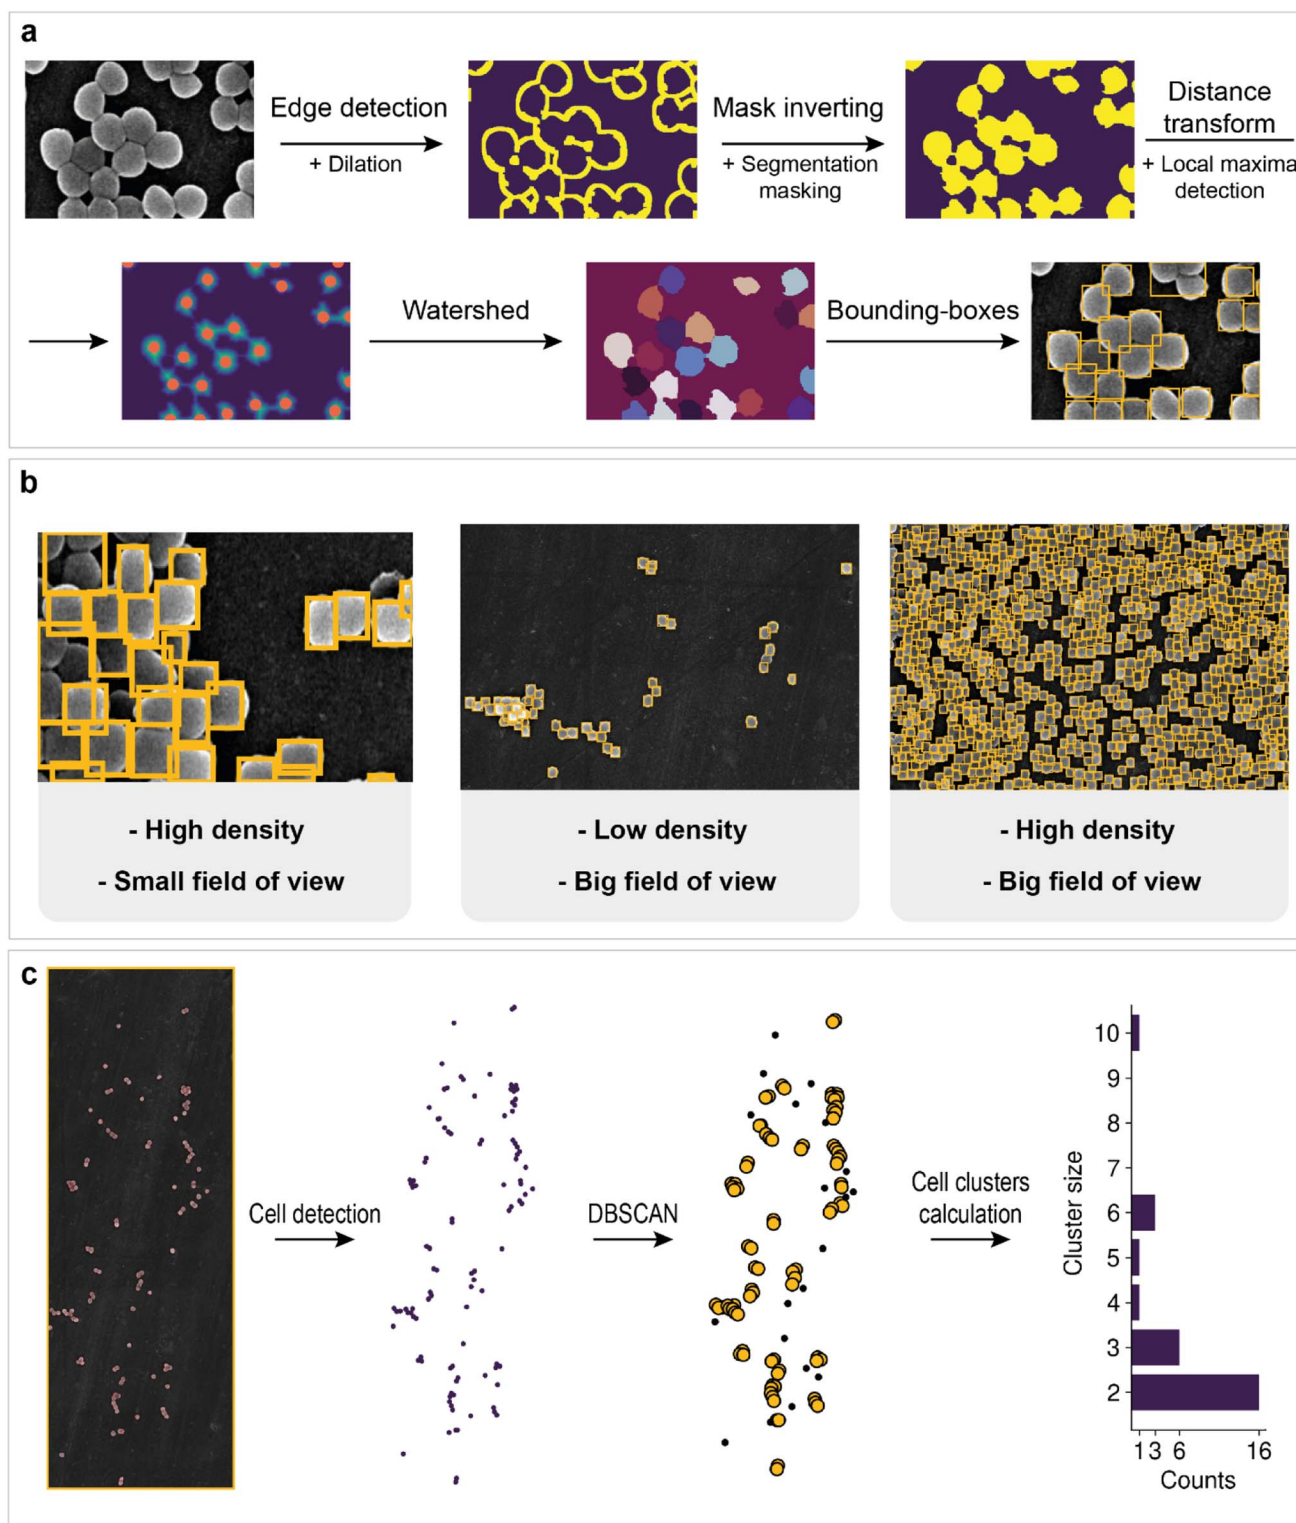 a
Edge detection
+ Dilation
Mask inverting
+ Segmentation
masking
Distance
transform
+ Local maxima
detection
Watershed
Bounding-boxes
b
- High density
- Small field of view
- Low density
- Big field of view
- High density
- Big field of view
c
Cell detection
DBSCAN
Cell clusters
calculation
Cluster size
10
9
8
7
6
5
4
3
2
1 3 6 16
Counts